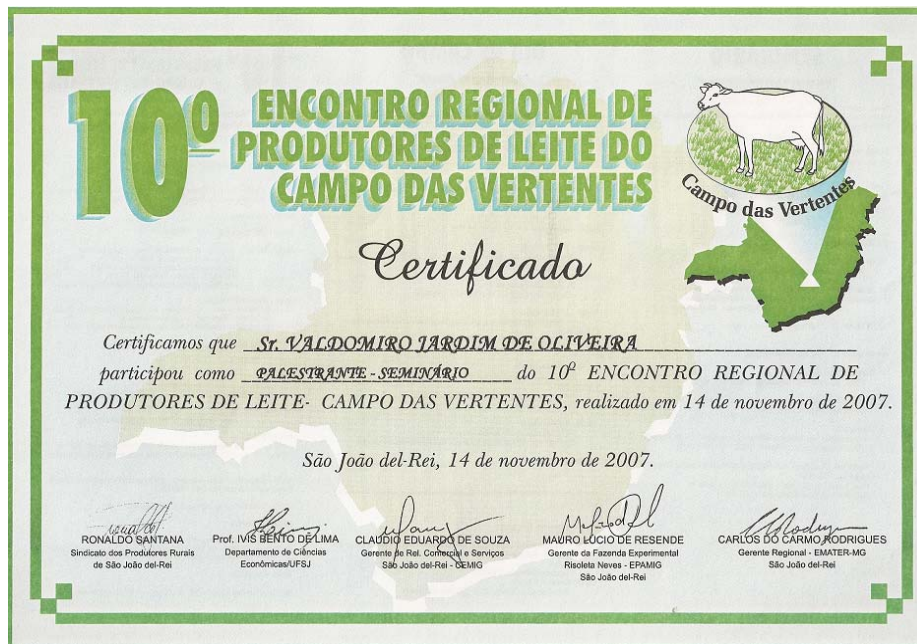 10º
ENCONTRO REGIONAL DE
PRODUTORES DE LEITE DO
CAMPO DAS VERTENTES
Campo das Vertentes
Certificado
Certificamos que Sr. VALDOMIRO JARDIM DE OLIVEIRA
participou como PALESTRANTE - SEMINÁRIO do 10º ENCONTRO REGIONAL DE
PRODUTORES DE LEITE- CAMPO DAS VERTENTES, realizado em 14 de novembro de 2007.
São João del-Rei, 14 de novembro de 2007.
RONALDO SANTANA
Sindicato dos Produtores Rurais
de São João del-Rei
Prof. IVIS BENTO DE LIMA
Departamento de Ciências
Econômicas/UFSJ
CLAUDIO EDUARDO DE SOUZA
Gerente de Rel. Comercial e Serviços
São João del-Rei - CEMIG
MAURO LÚCIO DE RESENDE
Gerente da Fazenda Experimental
Risoleta Neves - EPAMIG
São João del-Rei
CARLOS DO CARMO RODRIGUES
Gerente Regional - EMATER-MG
São João del-Rei